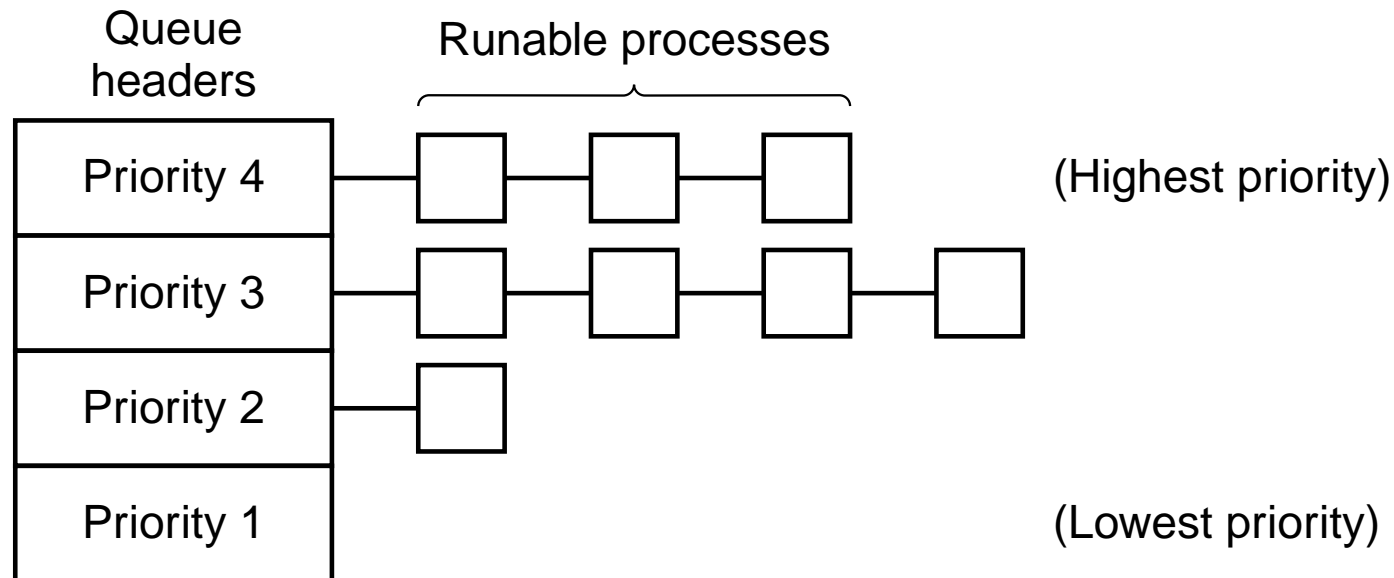 Queue
headers
Runable processes
Priority 4
(Highest priority)
Priority 3
Priority 2
Priority 1
(Lowest priority)